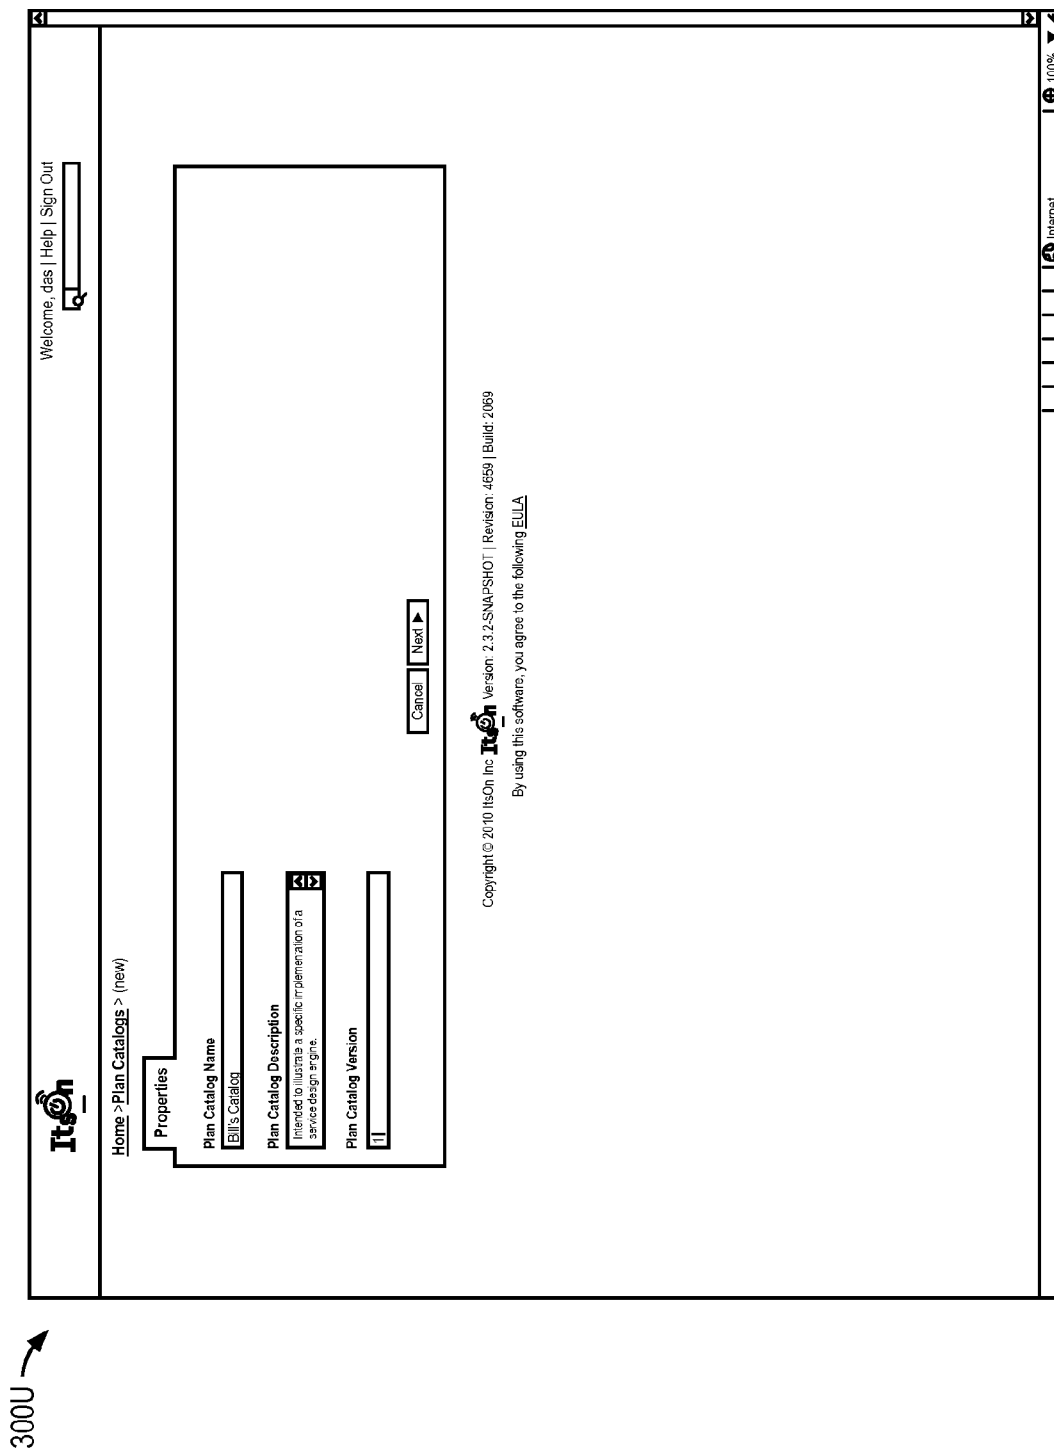 300U
ItsOn
Welcome, das | Help | Sign Out
Home >Plan Catalogs > (new)
Properties
Plan Catalog Name
Bill's Catalog
Plan Catalog Description
Intended to illustrate a specific implementation of a
service design engine.
Plan Catalog Version
1
Cancel
Next ▶
Copyright © 2010 ItsOn Inc ItsOn Version: 2.3.2-SNAPSHOT | Revision: 4659 | Build: 2069
By using this software, you agree to the following EULA
Internet
100%